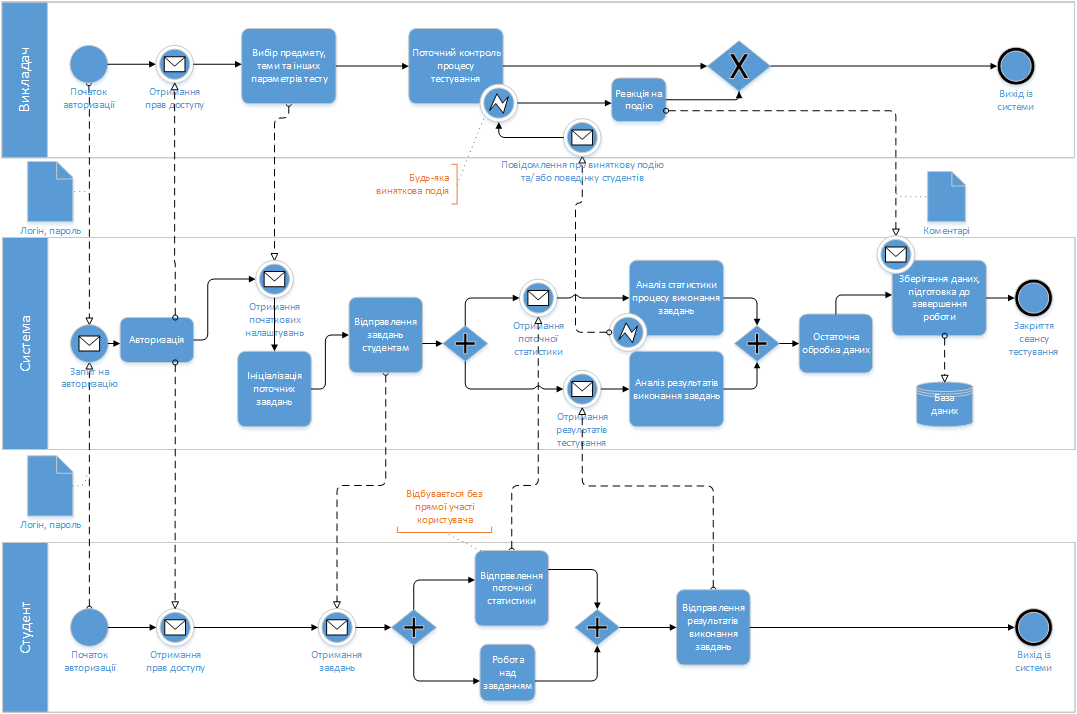 Викладач
Початок
авторизації
Отримання
прав доступу
Вибір предмету,
теми та інших
параметрів тесту
Поточний контроль
процесу
тестування
Реакція на
подію
X
Вихід із
системи
Будь-яка
виняткова подія
Повідомлення про виняткову подію
та/або поведінку студентів
Логін, пароль
Коментарі
Система
Запит на
авторизацію
Авторизація
Отримання
початкових
налаштувань
Ініціалізація
поточних
завдань
Відправлення
завдань
студентам
Отримання
поточної
статистики
Отримання
результатів
тестування
Аналіз статистики
процесу виконання
завдань
Аналіз результатів
виконання завдань
Остаточна
обробка даних
Зберігання даних,
підготовка до
завершення
роботи
База
даних
Закриття
сеансу
тестування
Логін, пароль
Відбувається без
прямої участі
користувача
Студент
Початок
авторизації
Отримання
прав доступу
Отримання
завдань
Відправлення
поточної
статистики
Робота
над
завданням
Відправлення
результатів
виконання
завдань
Вихід із
системи